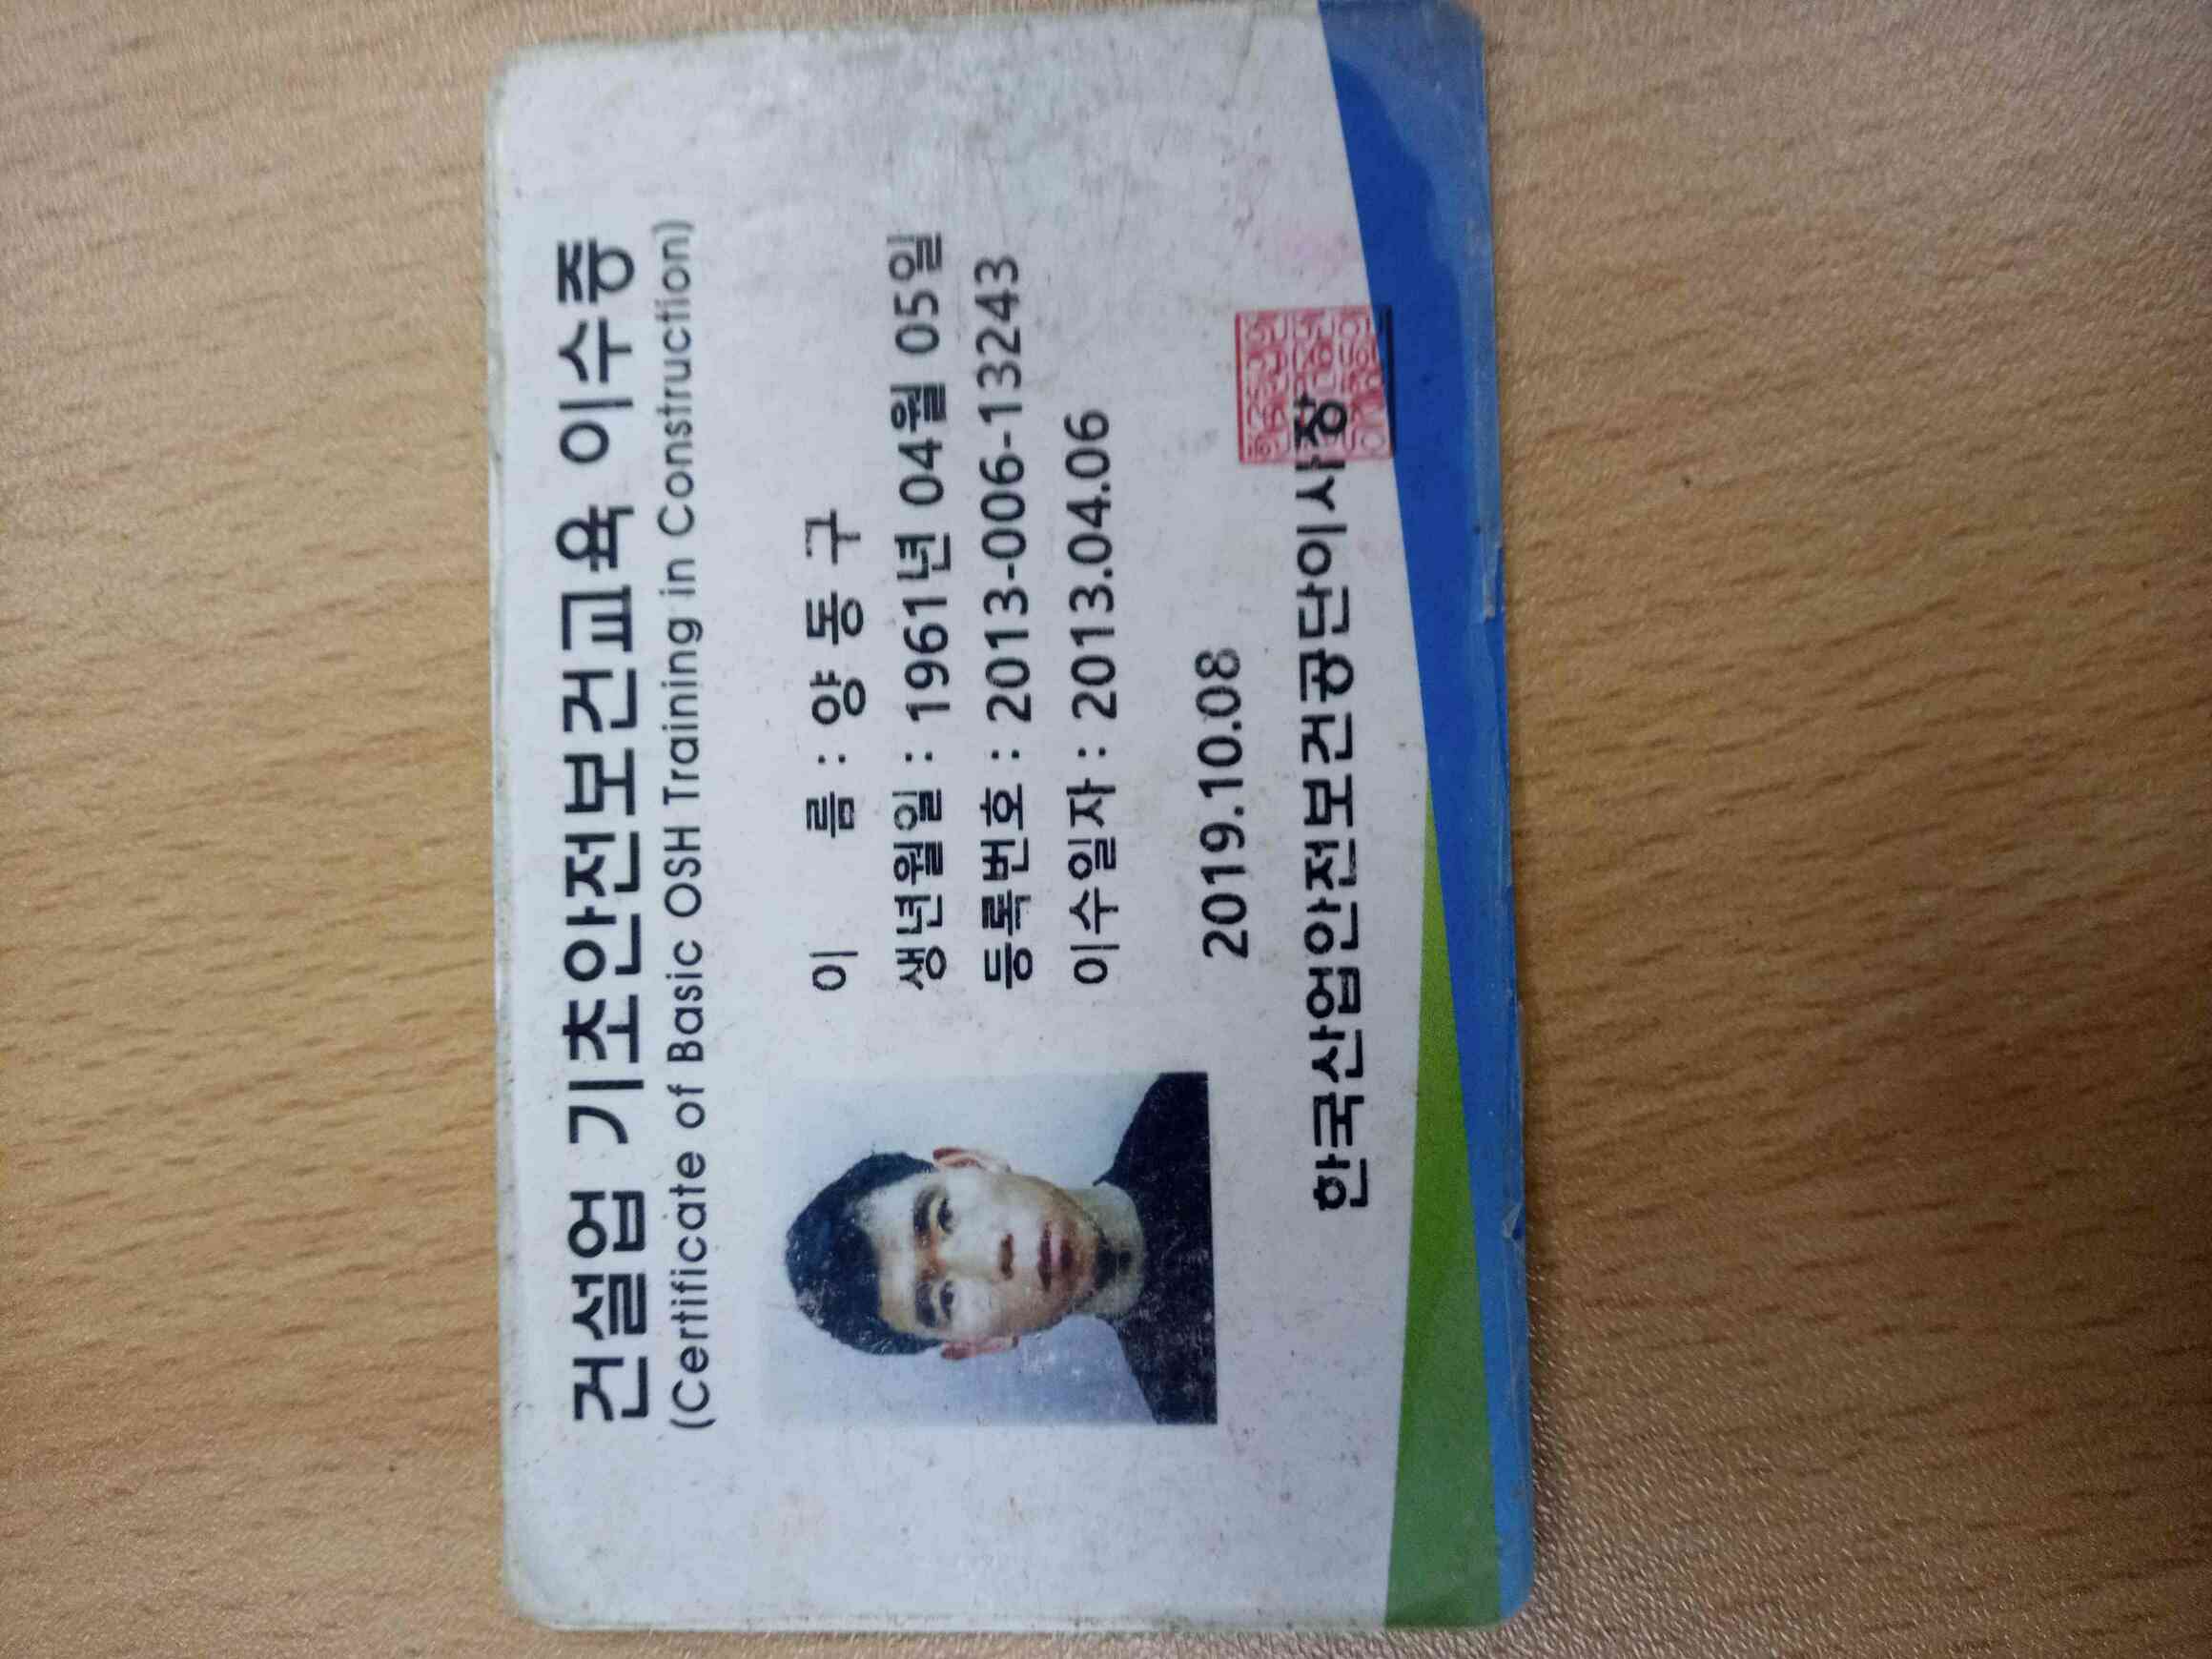 건설업 기초안전보건교육 이수증
(Certificate of Basic OSH Training in Construction)
이 름 : 양 동 구
생년월일 : 1961년 04월 05일
등록번호 : 2013-006-13243
이수일자 : 2013.04.06
2019.10.08
한국산업안전보건공단이사장